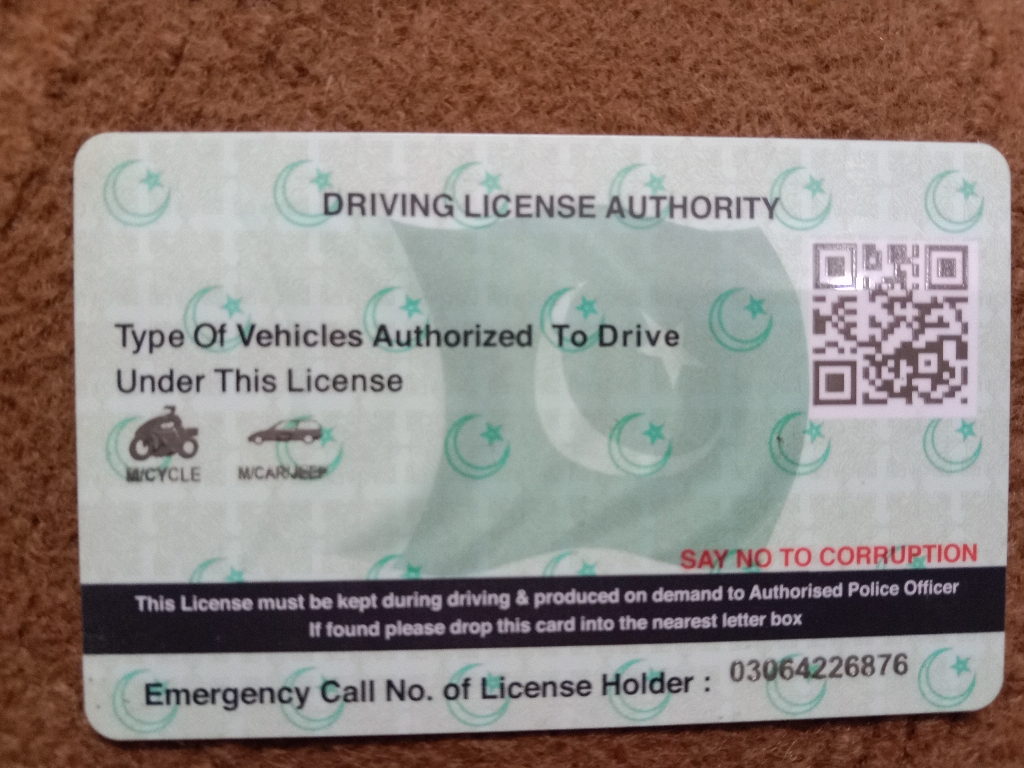 DRIVING LICENSE AUTHORITY
Type Of Vehicles Authorized To Drive
Under This License
M/CYCLE M/CAR/JEEP
SAY NO TO CORRUPTION
This License must be kept during driving & produced on demand to Authorised Police Officer
If found please drop this card into the nearest letter box
Emergency Call No. of License Holder : 03064226876